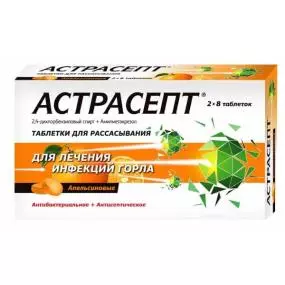 АСТРАСЕПТ®
2×8 таблеток
2,4-дихлорбензиловый спирт + Амилметакрезол
ТАБЛЕТКИ ДЛЯ РАССАСЫВАНИЯ
ДЛЯ ЛЕЧЕНИЯ
ИНФЕКЦИЙ ГОРЛА
Апельсиновые
Антибактериальное + Антисептическое